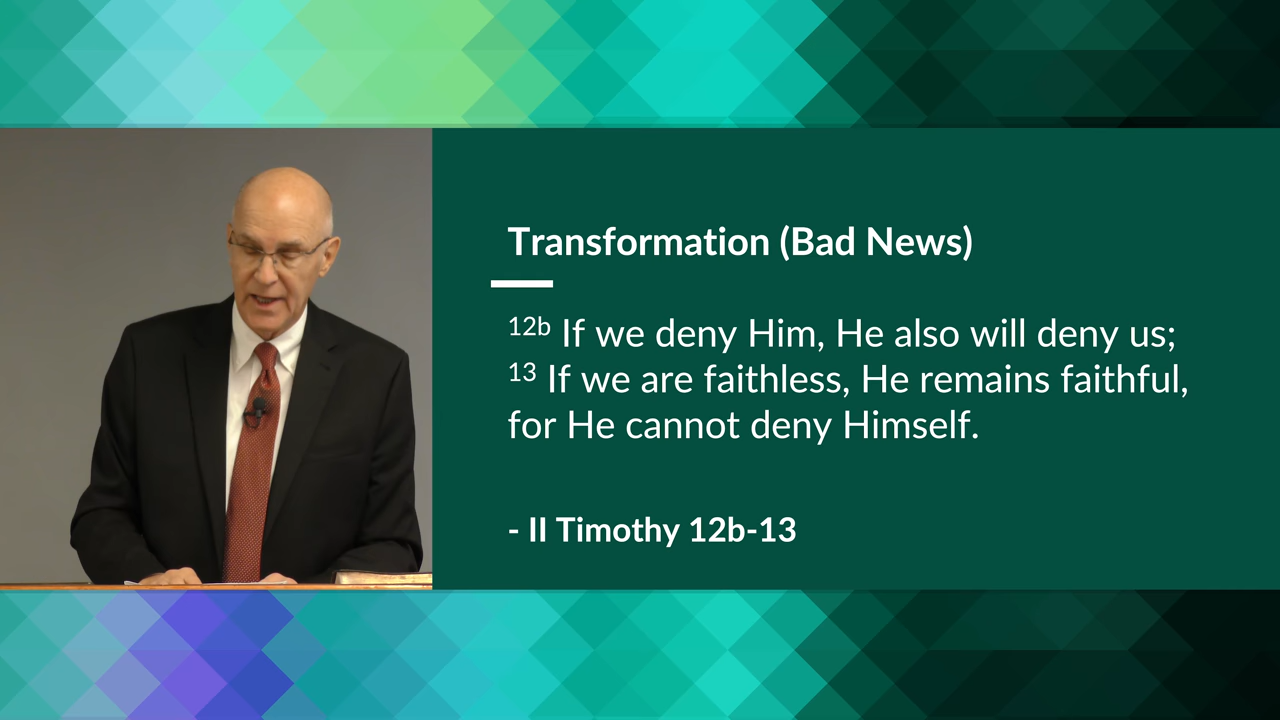 Transformation (Bad News)
12b If we deny Him, He also will deny us;
13 If we are faithless, He remains faithful,
for He cannot deny Himself.
- II Timothy 12b-13